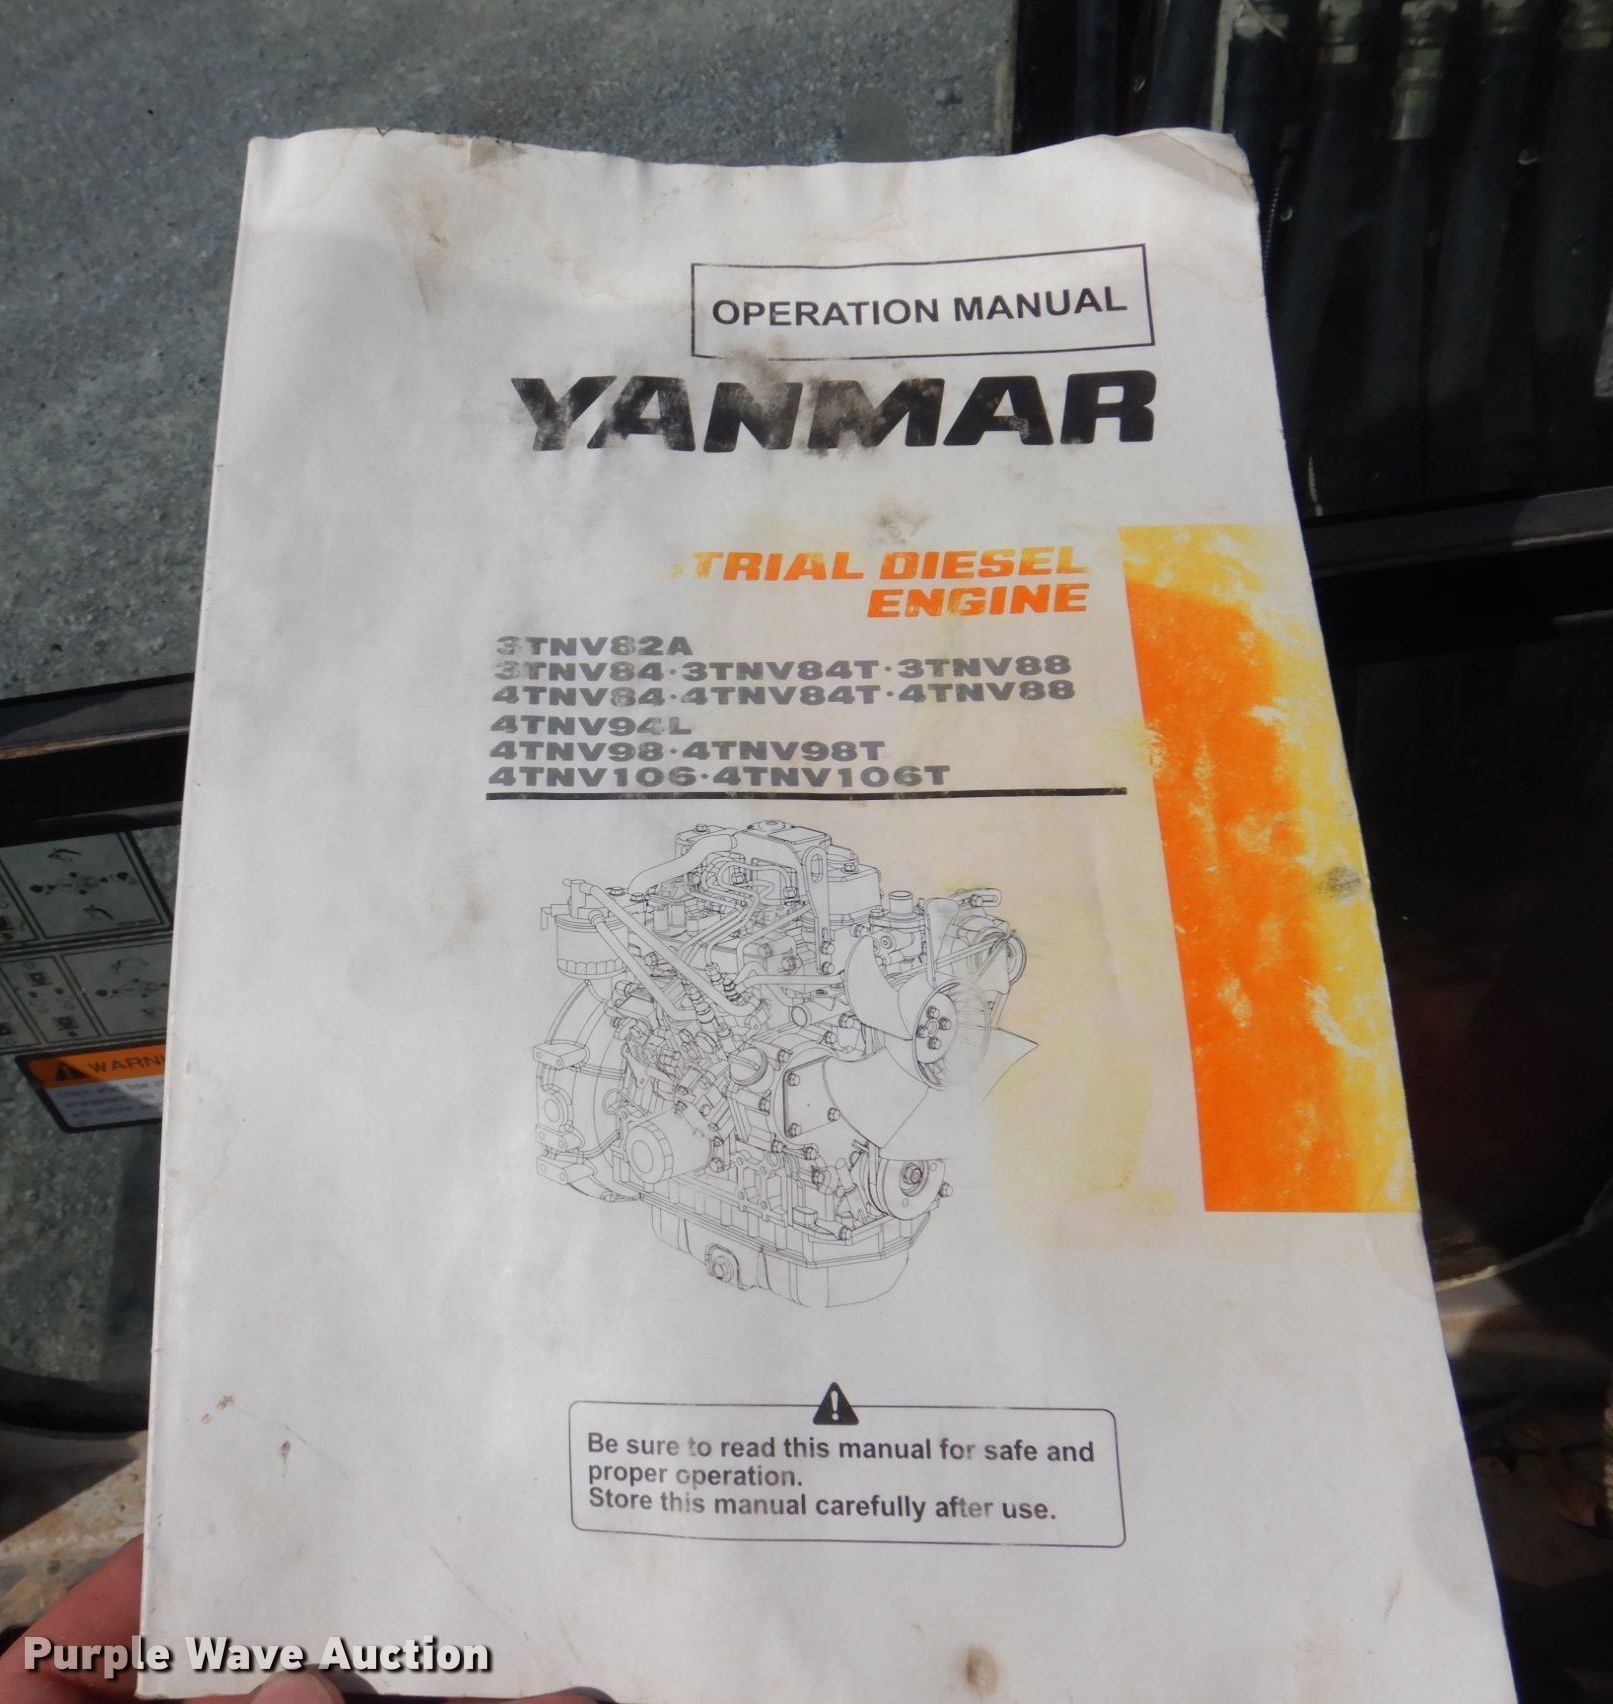 OPERATION MANUAL
YANMAR
TRIAL DIESEL
ENGINE
3TNV82A
3TNV84·3TNV84T·3TNV88
4TNV84·4TNV84T·4TNV88
4TNV94L
4TNV98·4TNV98T
4TNV106·4TNV106T
WARNI
Be sure to read this manual for safe and
proper operation.
Store this manual carefully after use.
Purple Wave Auction